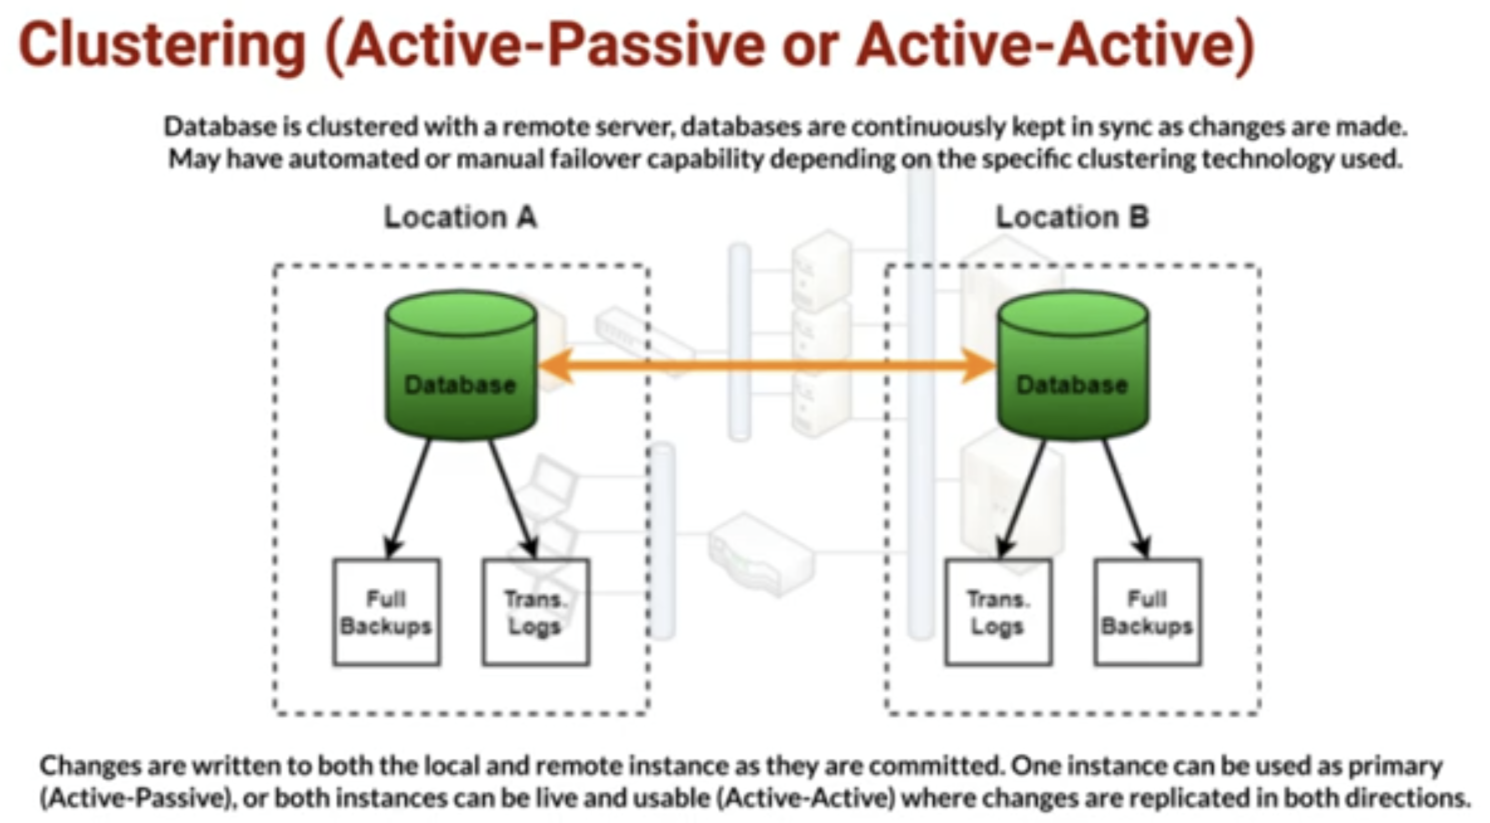 Clustering (Active-Passive or Active-Active)
Database is clustered with a remote server, databases are continuously kept in sync as changes are made.
May have automated or manual failover capability depending on the specific clustering technology used.
Location A
Location B
Database
Database
Full
Backups
Trans.
Logs
Trans.
Logs
Full
Backups
Changes are written to both the local and remote instance as they are committed. One instance can be used as primary
(Active-Passive), or both instances can be live and usable (Active-Active) where changes are replicated in both directions.